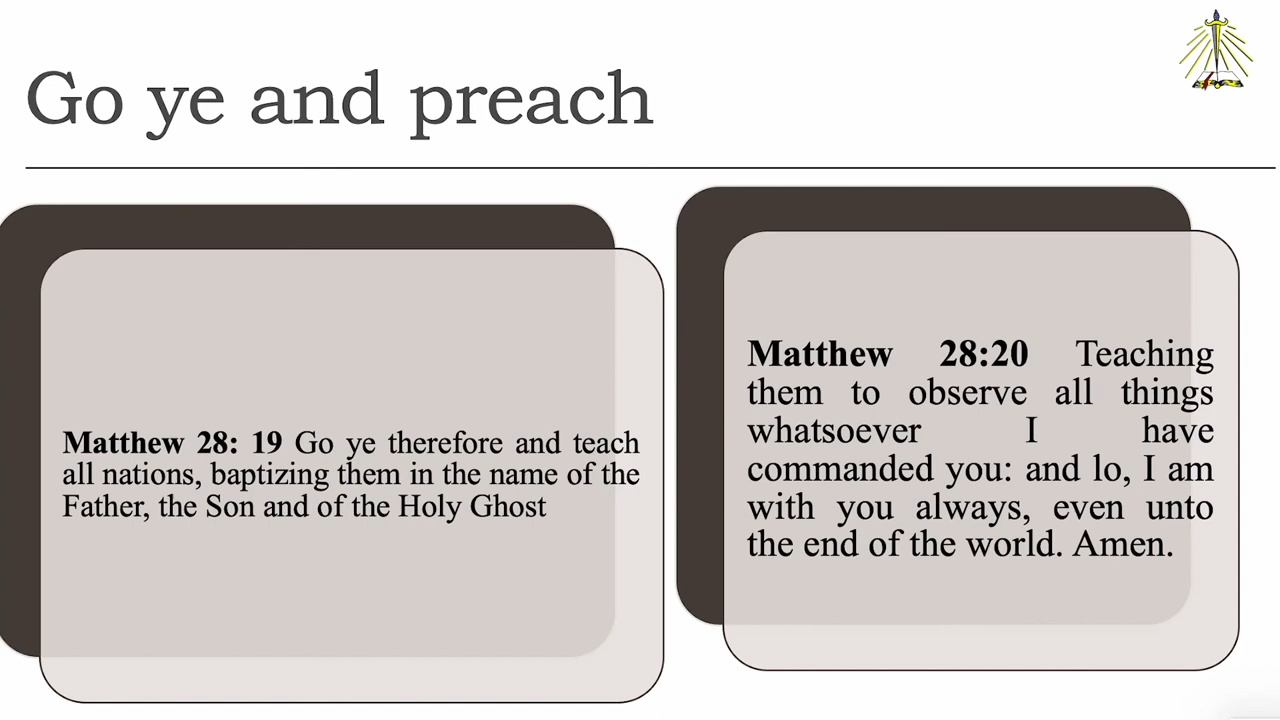 Go ye and preach
Matthew 28: 19 Go ye therefore and teach
all nations, baptizing them in the name of the
Father, the Son and of the Holy Ghost
Matthew 28:20 Teaching
them to observe all things
whatsoever I have
commanded you: and lo, I am
with you always, even unto
the end of the world. Amen.